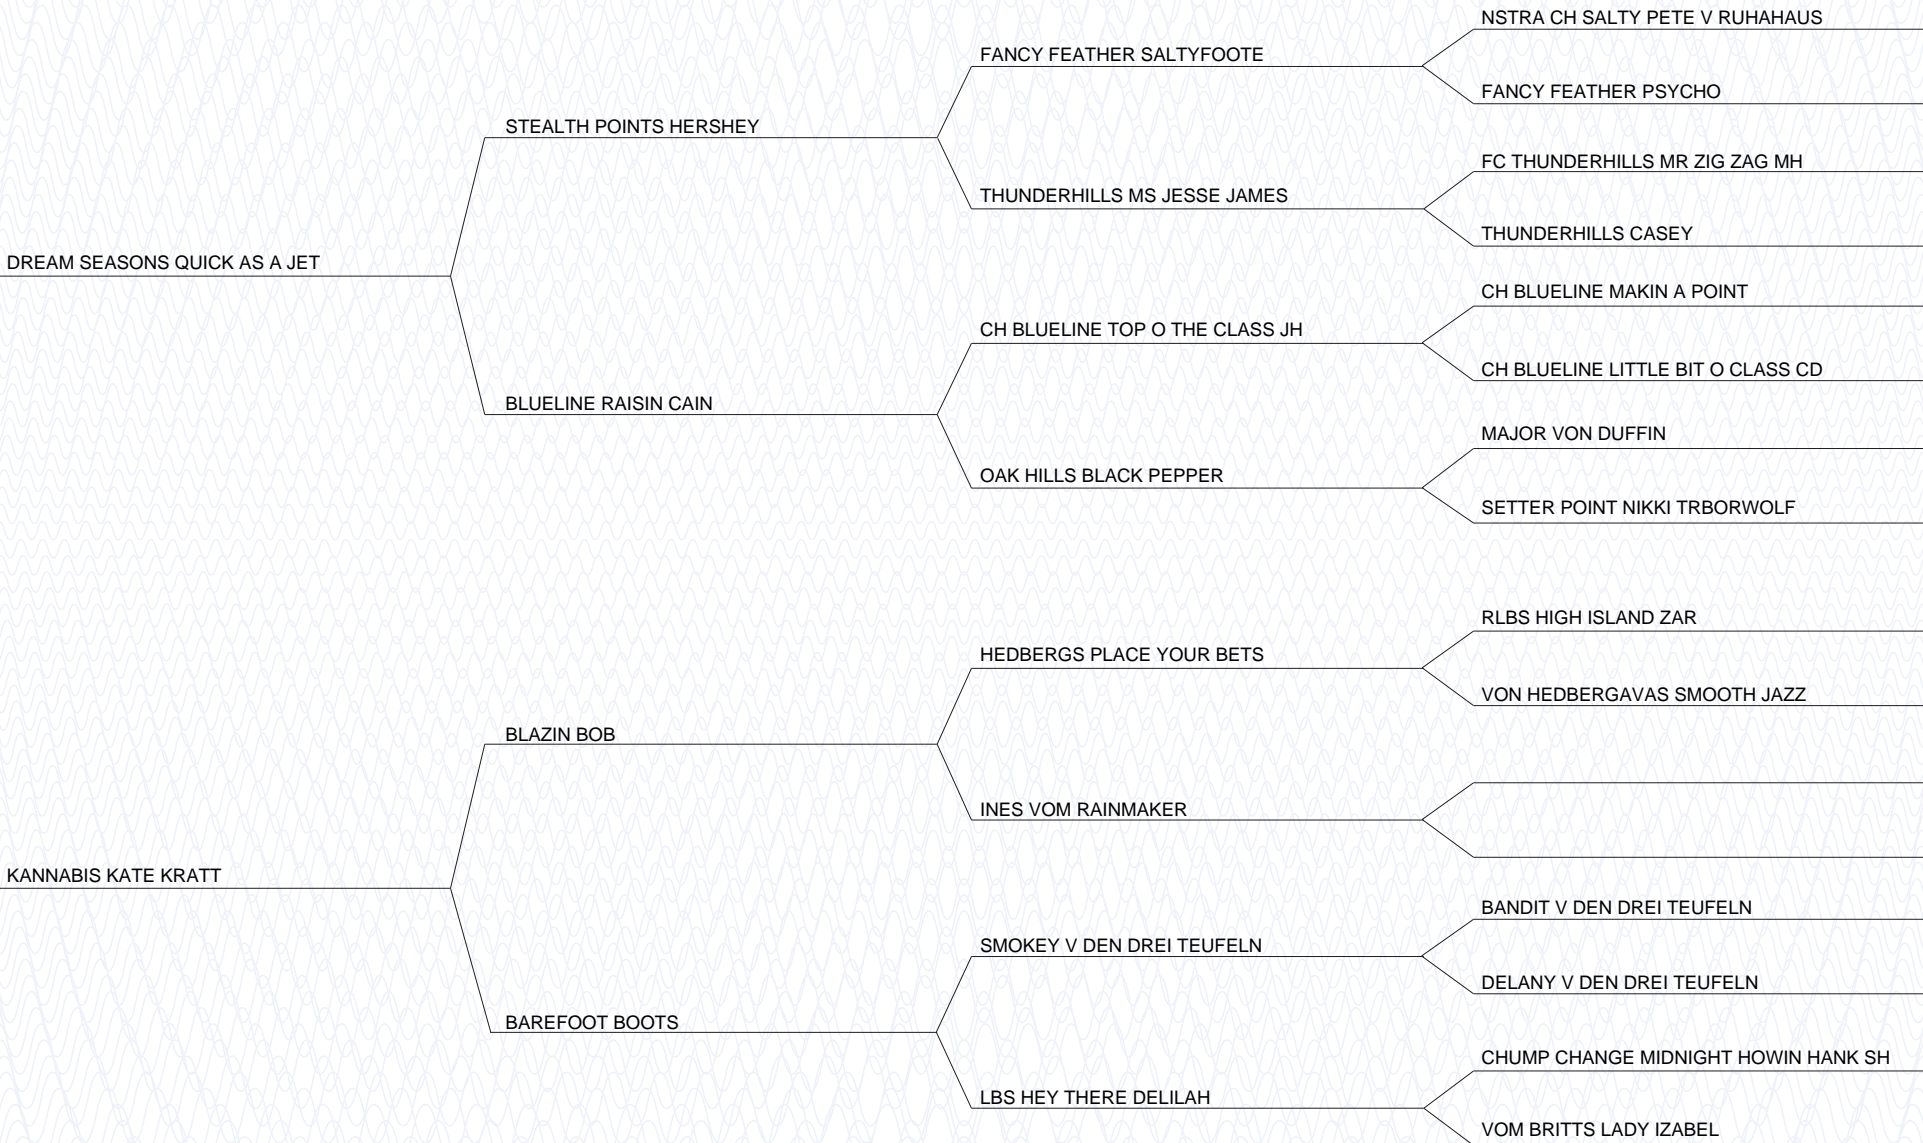 NSTRA CH SALTY PETE V RUHAHAUS
FANCY FEATHER SALTYFOOTE
FANCY FEATHER PSYCHO
STEALTH POINTS HERSHEY
FC THUNDERHILLS MR ZIG ZAG MH
THUNDERHILLS MS JESSE JAMES
THUNDERHILLS CASEY
DREAM SEASONS QUICK AS A JET
CH BLUELINE MAKIN A POINT
CH BLUELINE TOP O THE CLASS JH
CH BLUELINE LITTLE BIT O CLASS CD
BLUELINE RAISIN CAIN
MAJOR VON DUFFIN
OAK HILLS BLACK PEPPER
SETTER POINT NIKKI TRBORWOLF
RLBS HIGH ISLAND ZAR
HEDBERGS PLACE YOUR BETS
VON HEDBERGAVAS SMOOTH JAZZ
BLAZIN BOB
INES VOM RAINMAKER
KANNABIS KATE KRATT
BANDIT V DEN DREI TEUFELN
SMOKEY V DEN DREI TEUFELN
DELANY V DEN DREI TEUFELN
BAREFOOT BOOTS
CHUMP CHANGE MIDNIGHT HOWIN HANK SH
LBS HEY THERE DELILAH
VOM BRITTS LADY IZABEL